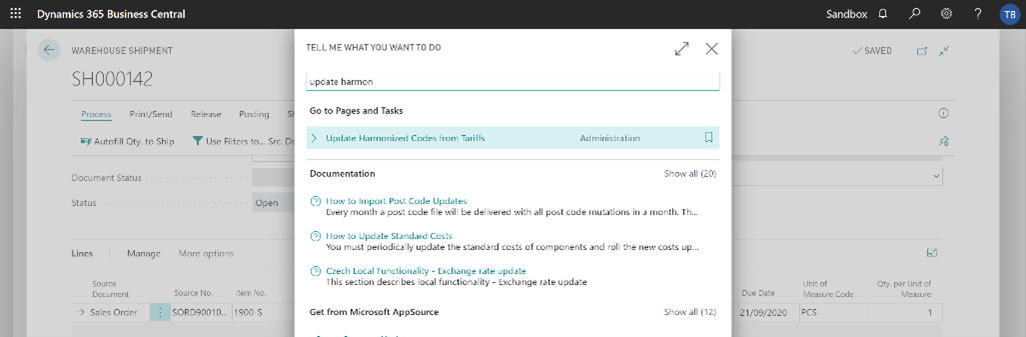 Dynamics 365 Business Central
Sandbox
?
TB
WAREHOUSE SHIPMENT
SAVED
SH000142
Process
Print/Send
Release
Posting
Autofill Qty. to Ship
Use Filters to... Src. Do
Document Status
Status
Open
Lines
Manage
More options
Source Document
Source No.
Item No.
Due Date
Unit of Measure Code
Qty. per Unit of Measure
Sales Order
SORD90010...
1900-S
21/09/2020
PCS
1
TELL ME WHAT YOU WANT TO DO
update harmon
Go to Pages and Tasks
Update Harmonized Codes from Tariffs
Administration
Documentation
Show all (20)
How to Import Post Code Updates
Every month a post code file will be delivered with all post code mutations in a month. Th...
How to Update Standard Costs
You must periodically update the standard costs of components and roll the new costs up...
Czech Local Functionality - Exchange rate update
This section describes local functionality - Exchange rate update
Get from Microsoft AppSource
Show all (12)